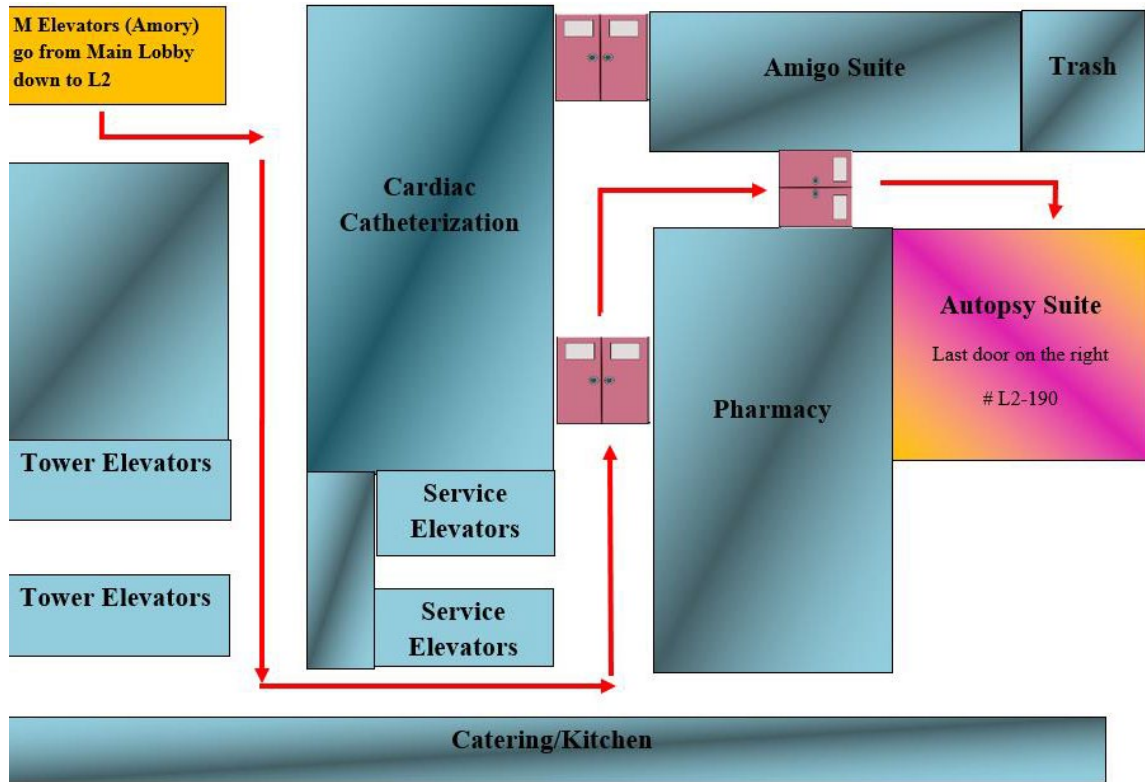 M Elevators (Amory)
go from Main Lobby
down to L2
Amigo Suite
Trash
Cardiac
Catheterization
Autopsy Suite
Last door on the right
# L2-190
Pharmacy
Tower Elevators
Service
Elevators
Tower Elevators
Service
Elevators
Catering/Kitchen